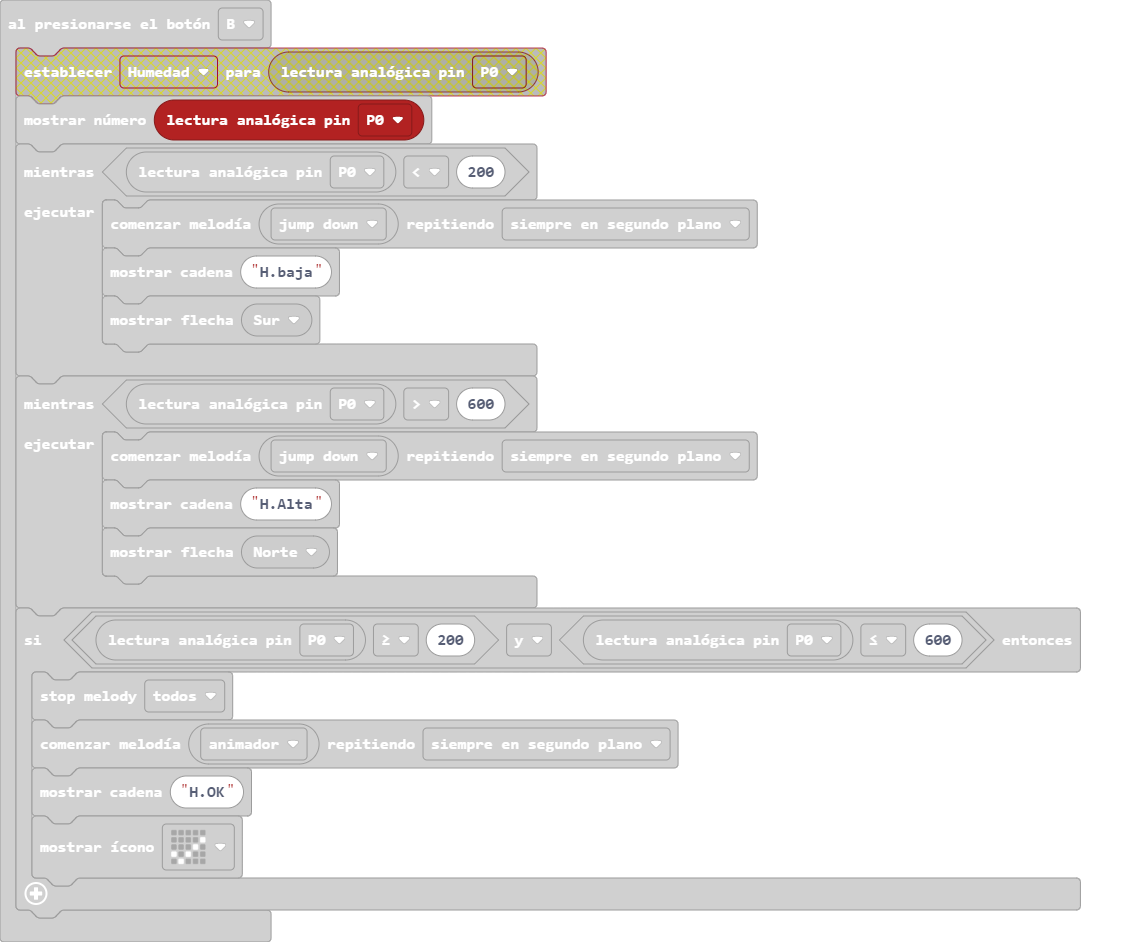 al presionarse el botón B
establecer Humedad para lectura analógica pin P0
mostrar número lectura analógica pin P0
mientras lectura analógica pin P0 < 200
ejecutar
comenzar melodía jump down repitiendo siempre en segundo plano
mostrar cadena "H.baja"
mostrar flecha Sur
mientras lectura analógica pin P0 > 600
ejecutar
comenzar melodía jump down repitiendo siempre en segundo plano
mostrar cadena "H.Alta"
mostrar flecha Norte
si lectura analógica pin P0 ≥ 200 y lectura analógica pin P0 ≤ 600 entonces
stop melody todos
comenzar melodía animador repitiendo siempre en segundo plano
mostrar cadena "H.OK"
mostrar ícono